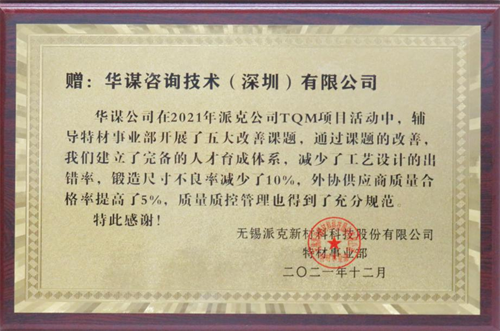 赠：华谋咨询技术（深圳）有限公司
华谋公司在2021年派克公司TQM项目活动中，辅
导特材事业部开展了五大改善课题，通过课题的改善，
我们建立了完备的人才育成体系，减少了工艺设计的出
错率，锻造尺寸不良率减少了10%，外协供应商质量合
格率提高了5%，质量质控管理也得到了充分规范。
特此感谢！
无锡派克新材料科技股份有限公司
特材事业部
二〇二一年十二月